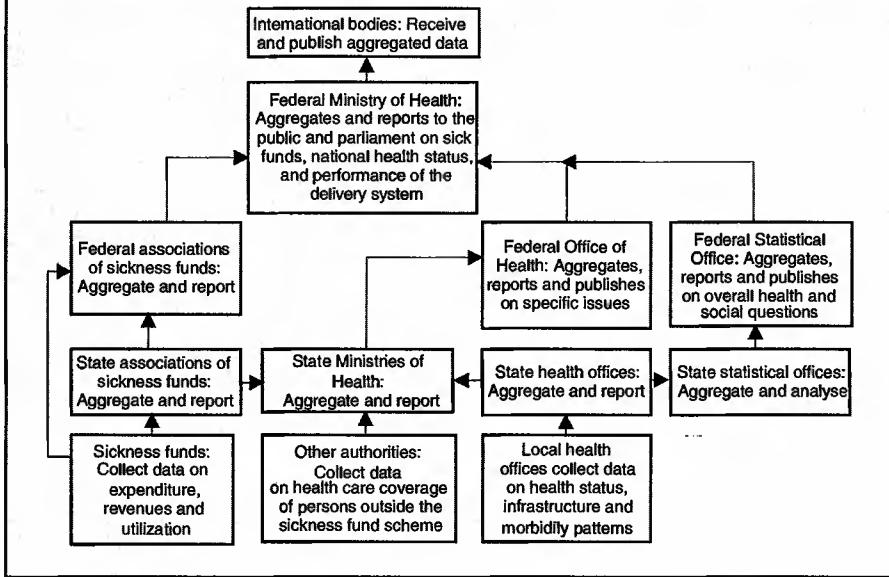 International bodies: Receive
and publish aggregated data
Federal Ministry of Health:
Aggregates and reports to the
public and parliament on sick
funds, national health status,
and performance of the
delivery system
Federal associations
of sickness funds:
Aggregate and report
Federal Office of
Health: Aggregates,
reports and publishes
on specific issues
Federal Statistical
Office: Aggregates,
reports and publishes
on overall health and
social questions
State associations of
sickness funds:
Aggregate and report
State Ministries of
Health:
Aggregate and report
State health offices:
Aggregate and report
State statistical offices:
Aggregate and analyse
Sickness funds:
Collect data on
expenditure,
revenues and
utilization
Other authorities:
Collect data
on health care coverage
of persons outside the
sickness fund scheme
Local health
offices collect data
on health status,
infrastructure and
morbidity patterns